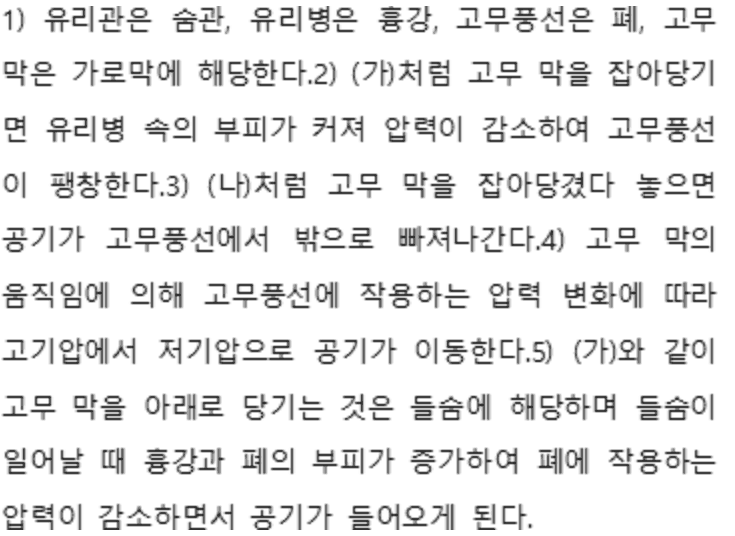 1) 유리관은 숨관, 유리병은 흉강, 고무풍선은 폐, 고무
막은 가로막에 해당한다.2) (가)처럼 고무 막을 잡아당기
면 유리병 속의 부피가 커져 압력이 감소하여 고무풍선
이 팽창한다.3) (나)처럼 고무 막을 잡아당겼다 놓으면
공기가 고무풍선에서 밖으로 빠져나간다.4) 고무 막의
움직임에 의해 고무풍선에 작용하는 압력 변화에 따라
고기압에서 저기압으로 공기가 이동한다.5) (가)와 같이
고무 막을 아래로 당기는 것은 들숨에 해당하며 들숨이
일어날 때 흉강과 폐의 부피가 증가하여 폐에 작용하는
압력이 감소하면서 공기가 들어오게 된다.